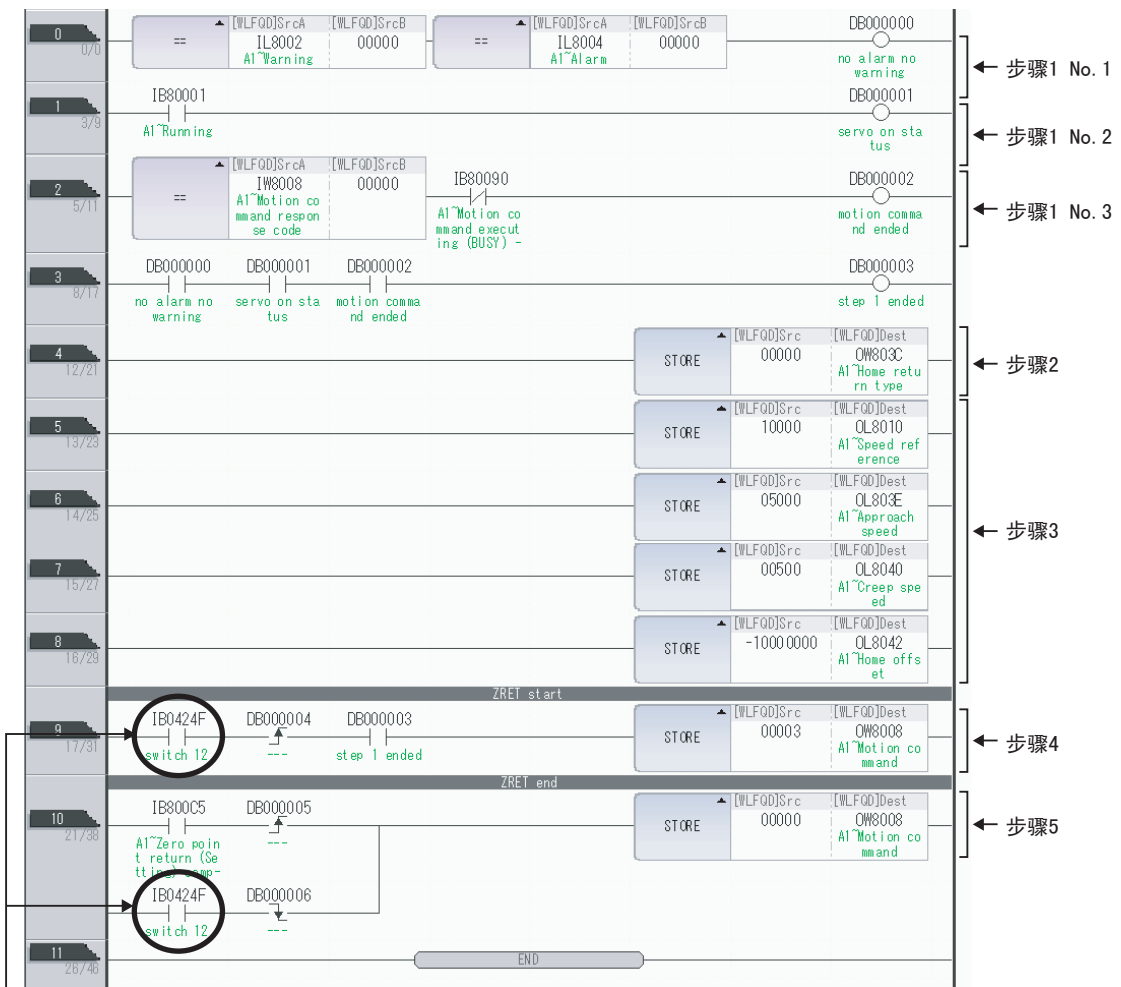 0
0/0
== [WLFQD]SrcA [WLFQD]SrcB
IL8002 00000
A1~Warning
== [WLFQD]SrcA [WLFQD]SrcB
IL8004 00000
A1~Alarm
DB000000
no alarm no
warning
← 步骤1 No.1
1
3/9
IB80001
A1~Running
DB000001
servo on sta
tus
← 步骤1 No.2
2
5/11
== [WLFQD]SrcA [WLFQD]SrcB
IW8008 00000
A1~Motion co
mmand respon
se code
IB80090
A1~Motion co
mmand execut
ing (BUSY) -
DB000002
motion comma
nd ended
← 步骤1 No.3
3
8/17
DB000000
no alarm no
warning
DB000001
servo on sta
tus
DB000002
motion comma
nd ended
DB000003
step 1 ended
4
12/21
STORE [WLFQD]Src [WLFQD]Dest
00000 OW803C
A1~Home retu
rn type
← 步骤2
5
13/23
STORE [WLFQD]Src [WLFQD]Dest
10000 OL8010
A1~Speed ref
erence
6
14/25
STORE [WLFQD]Src [WLFQD]Dest
05000 OL803E
A1~Approach
speed
← 步骤3
7
15/27
STORE [WLFQD]Src [WLFQD]Dest
00500 OL8040
A1~Creep spe
ed
8
16/29
STORE [WLFQD]Src [WLFQD]Dest
-10000000 OL8042
A1~Home offs
et
ZRET start
9
17/31
IB0424F
switch 12
DB000004
---
DB000003
step 1 ended
STORE [WLFQD]Src [WLFQD]Dest
00003 OW8008
A1~Motion co
mmand
← 步骤4
ZRET end
10
21/38
IB800C5
A1~Zero poin
t return (Se
tting) comp-
DB000005
---
STORE [WLFQD]Src [WLFQD]Dest
00000 OW8008
A1~Motion co
mmand
← 步骤5
IB0424F
switch 12
DB000006
---
11
26/46
END